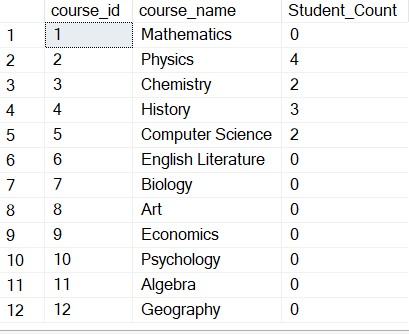 course_id course_name Student_Count
1 1 Mathematics 0
2 2 Physics 4
3 3 Chemistry 2
4 4 History 3
5 5 Computer Science 2
6 6 English Literature 0
7 7 Biology 0
8 8 Art 0
9 9 Economics 0
10 10 Psychology 0
11 11 Algebra 0
12 12 Geography 0